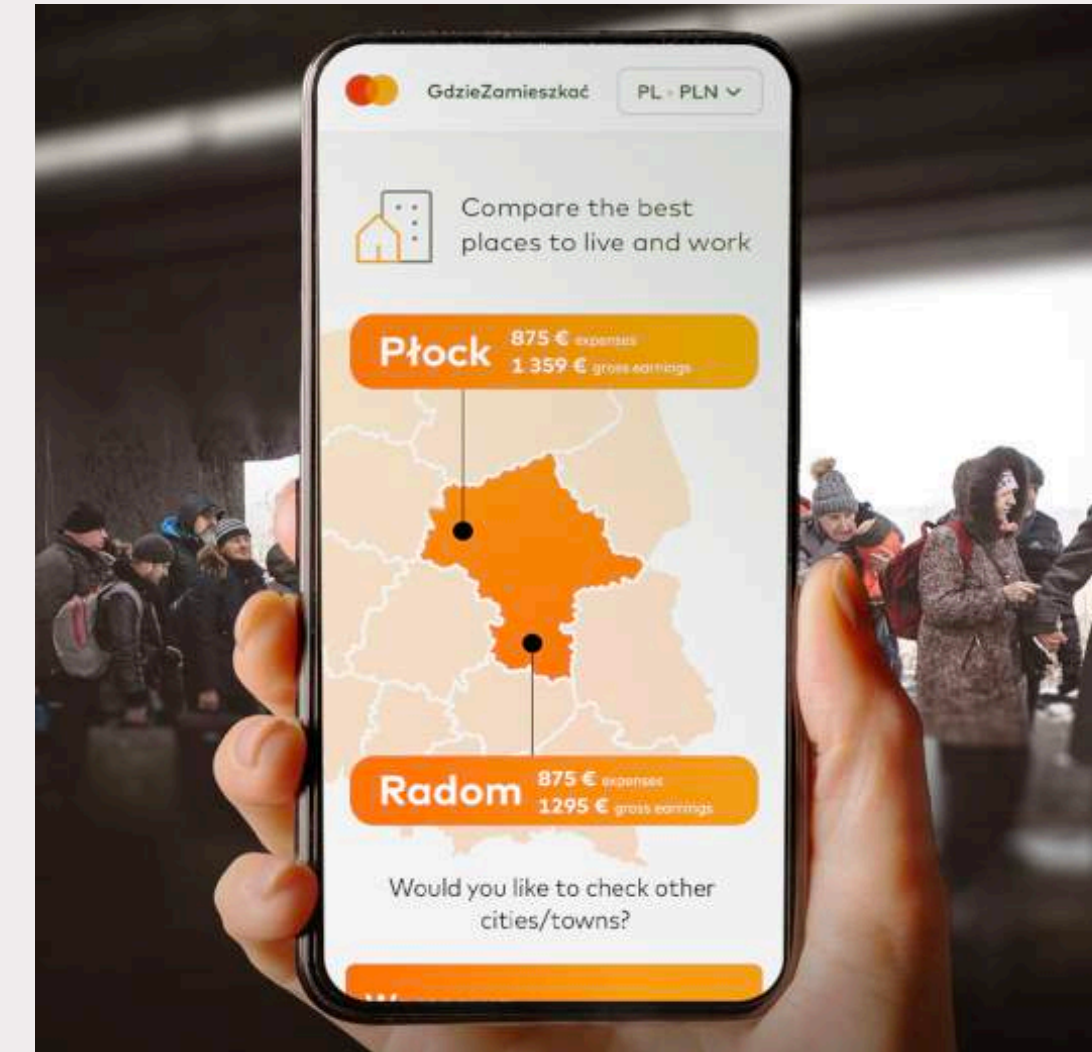 GdzieZamieszkać
PL - PLN
Compare the best
places to live and work
Płock
875 € expenses
1 359 € gross earnings
Radom
875 € expenses
1295 € gross earnings
Would you like to check other
cities/towns?